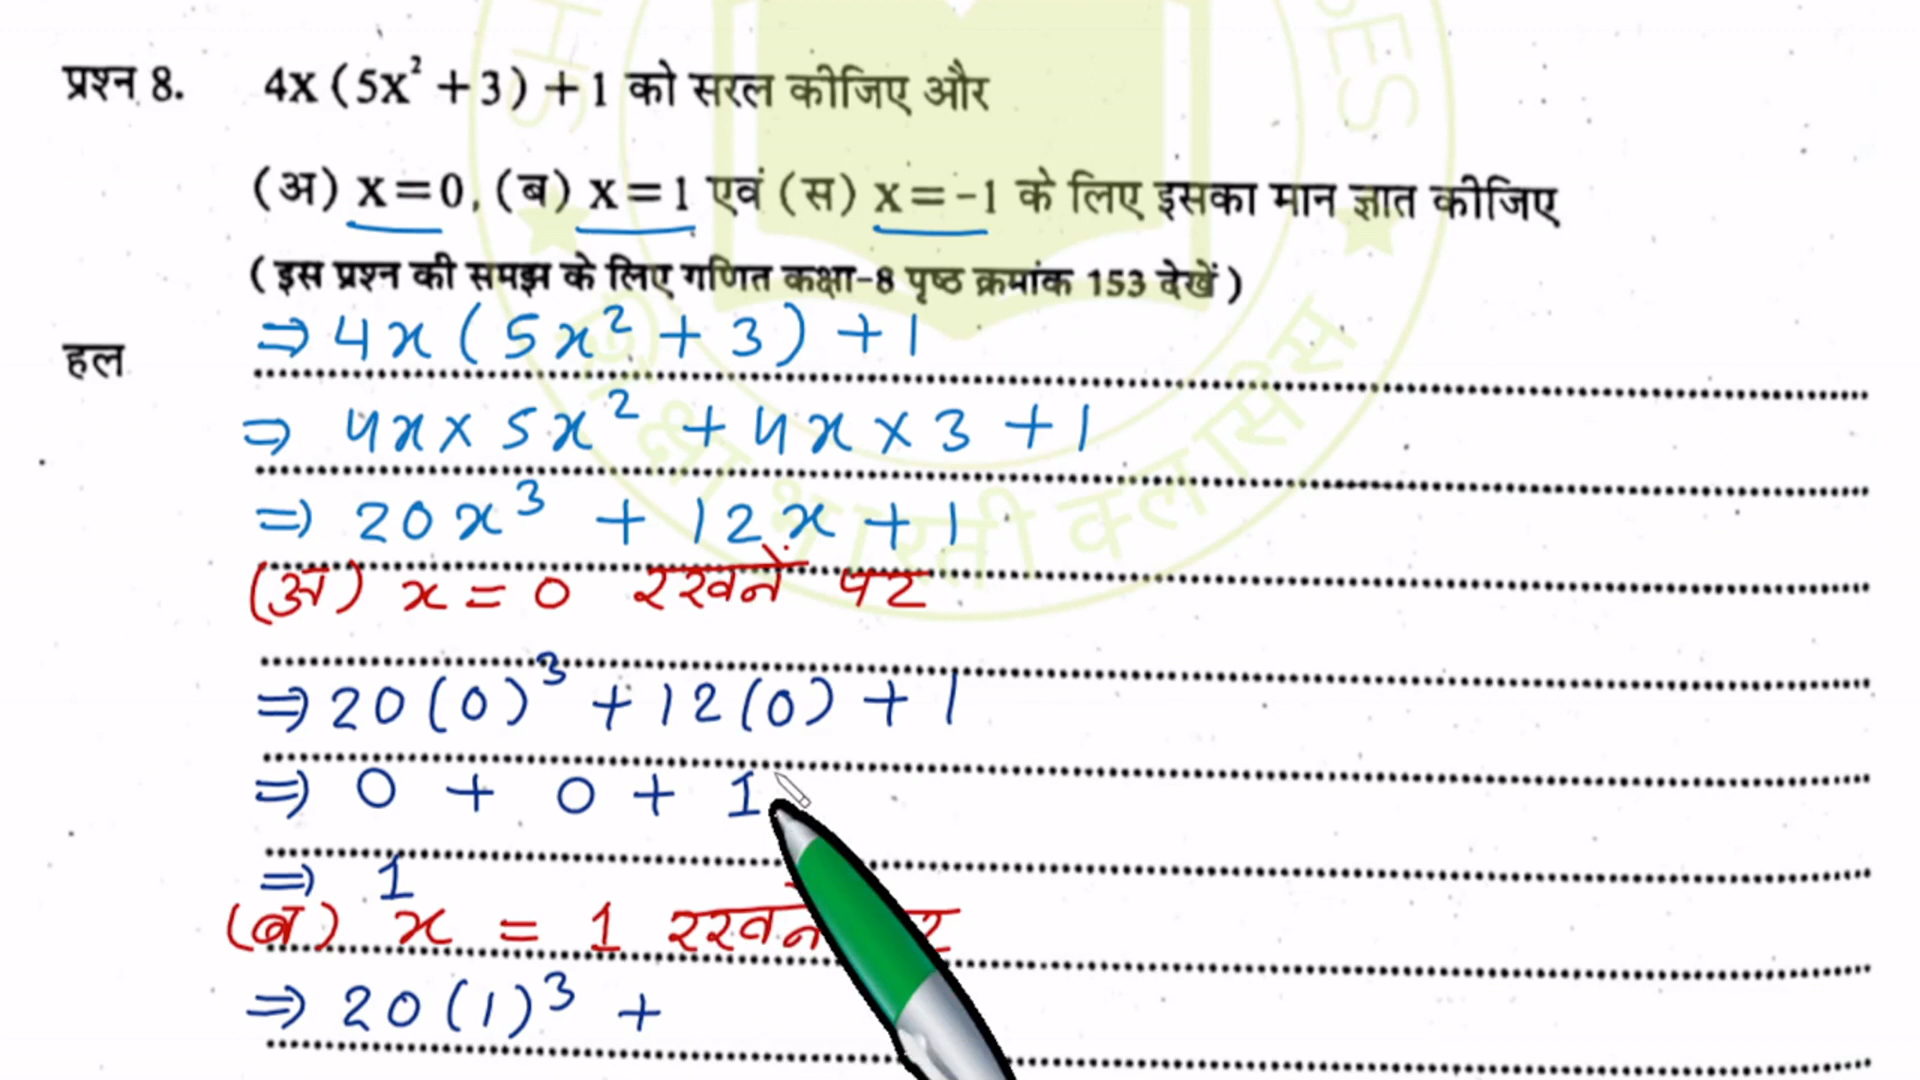 प्रश्न 8. 4x (5x² + 3) + 1 को सरल कीजिए और
(अ) x = 0, (ब) x = 1 एवं (स) x = -1 के लिए इसका मान ज्ञात कीजिए
( इस प्रश्न की समझ के लिए गणित कक्षा-8 पृष्ठ क्रमांक 153 देखें )
हल ⇒ 4x ( 5x² + 3 ) + 1
⇒ 4x × 5x² + 4x × 3 + 1
⇒ 20x³ + 12x + 1
(अ) x = 0 रखनें पर
⇒ 20 (0)³ + 12 (0) + 1
⇒ 0 + 0 + 1
⇒ 1
(ब) x = 1
⇒ 20 (1)³ +
भारती क्लासेस